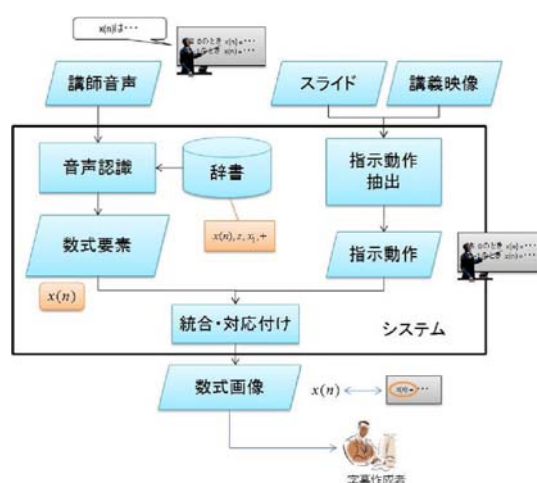 x(n)は・・・
講師音声
スライド
講義映像
音声認識
辞書
指示動作
抽出
x(n), z, x₁, +
数式要素
指示動作
x(n)
統合・対応付け
システム
数式画像
x(n)
字幕作成者